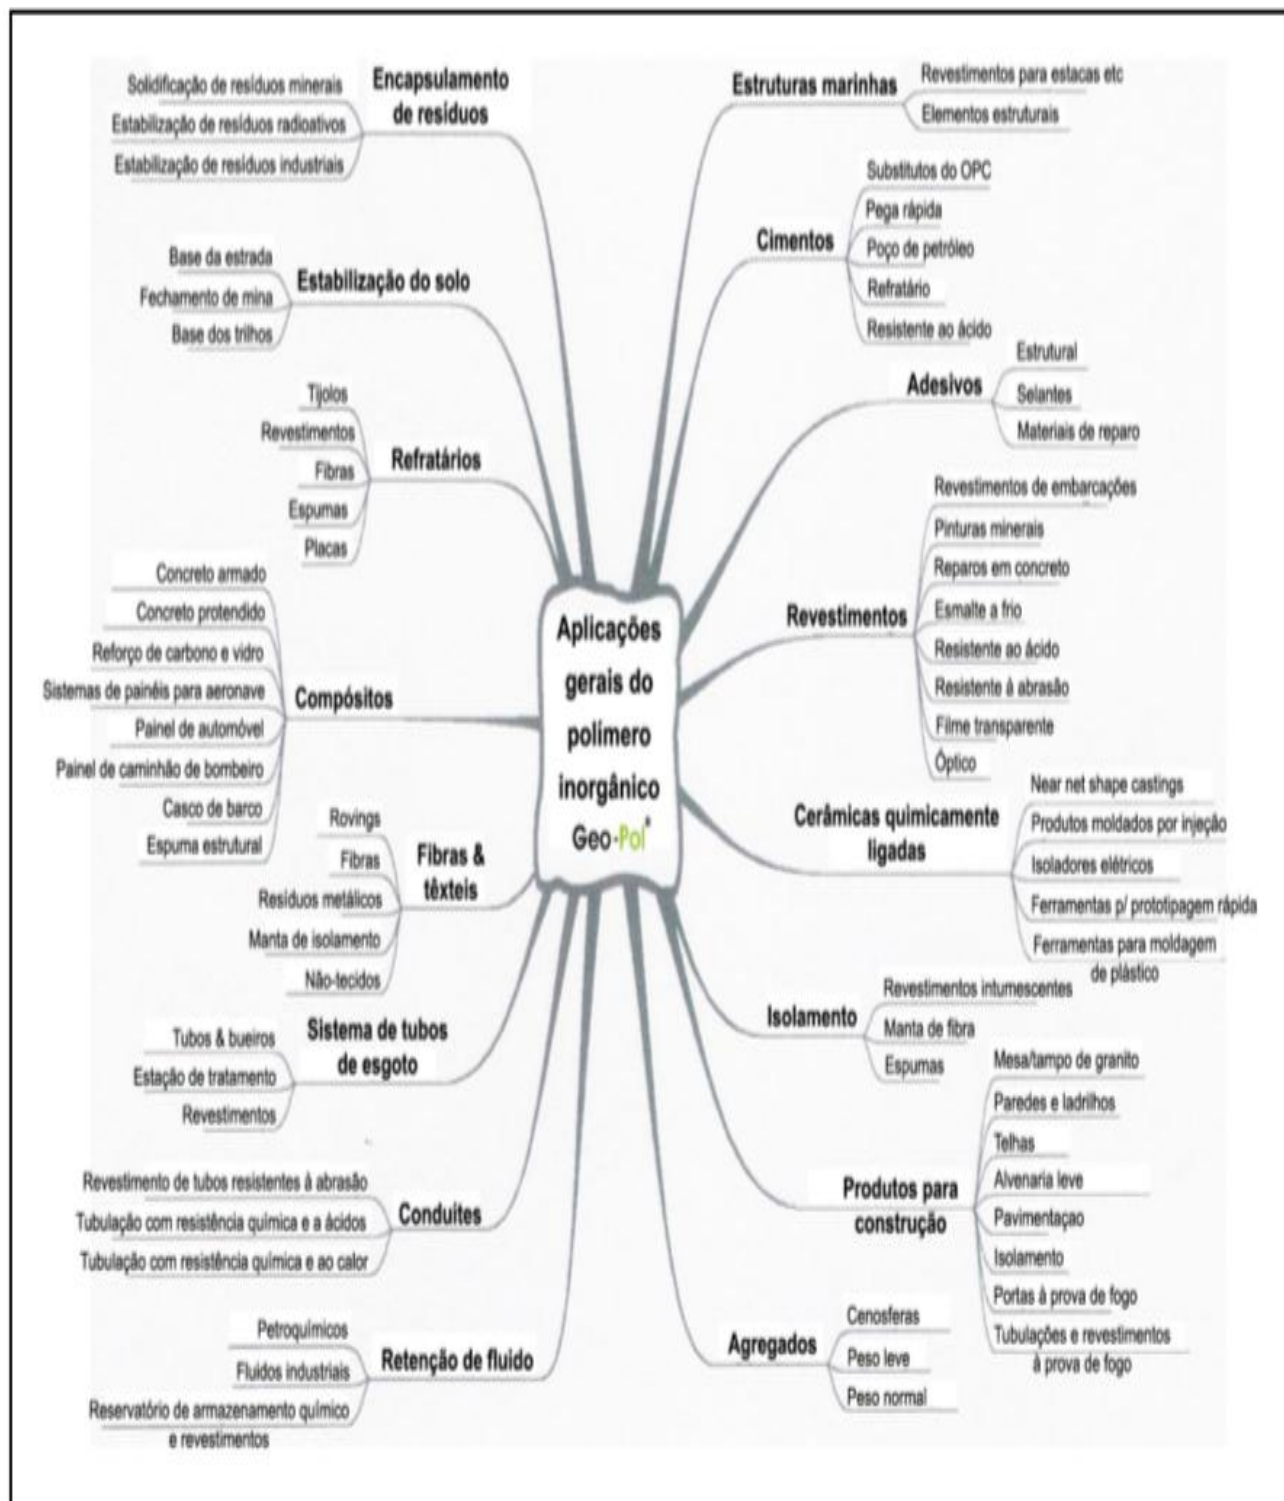 Aplicações
gerais do
polímero
inorgânico
Geo-Pol*
Encapsulamento
de resíduos
Solidificação de resíduos minerais
Estabilização de resíduos radioativos
Estabilização de resíduos industriais
Estabilização do solo
Base da estrada
Fechamento de mina
Base dos trilhos
Refratários
Tijolos
Revestimentos
Fibras
Espumas
Placas
Compósitos
Concreto armado
Concreto protendido
Reforço de carbono e vidro
Sistemas de painéis para aeronave
Painel de automóvel
Painel de caminhão de bombeiro
Casco de barco
Espuma estrutural
Fibras &
têxteis
Rovings
Fibras
Resíduos metálicos
Manta de isolamento
Não-tecidos
Sistema de tubos
de esgoto
Tubos & bueiros
Estação de tratamento
Revestimentos
Conduites
Revestimento de tubos resistentes à abrasão
Tubulação com resistência química e a ácidos
Tubulação com resistência química e ao calor
Retenção de fluido
Petroquímicos
Fluidos industriais
Reservatório de armazenamento químico
e revestimentos
Estruturas marinhas
Revestimentos para estacas etc
Elementos estruturais
Cimentos
Substitutos do OPC
Pega rápida
Poço de petróleo
Refratário
Resistente ao ácido
Adesivos
Estrutural
Selantes
Materiais de reparo
Revestimentos
Revestimentos de embarcações
Pinturas minerais
Reparos em concreto
Esmalte a frio
Resistente ao ácido
Resistente à abrasão
Filme transparente
Óptico
Cerâmicas quimicamente
ligadas
Near net shape castings
Produtos moldados por injeção
Isoladores elétricos
Ferramentas p/ prototipagem rápida
Ferramentas para moldagem
de plástico
Isolamento
Revestimentos intumescentes
Manta de fibra
Espumas
Produtos para
construção
Mesa/tampo de granito
Paredes e ladrilhos
Telhas
Alvenaria leve
Pavimentaçao
Isolamento
Portas à prova de fogo
Tubulações e revestimentos
à prova de fogo
Agregados
Cenosferas
Peso leve
Peso normal